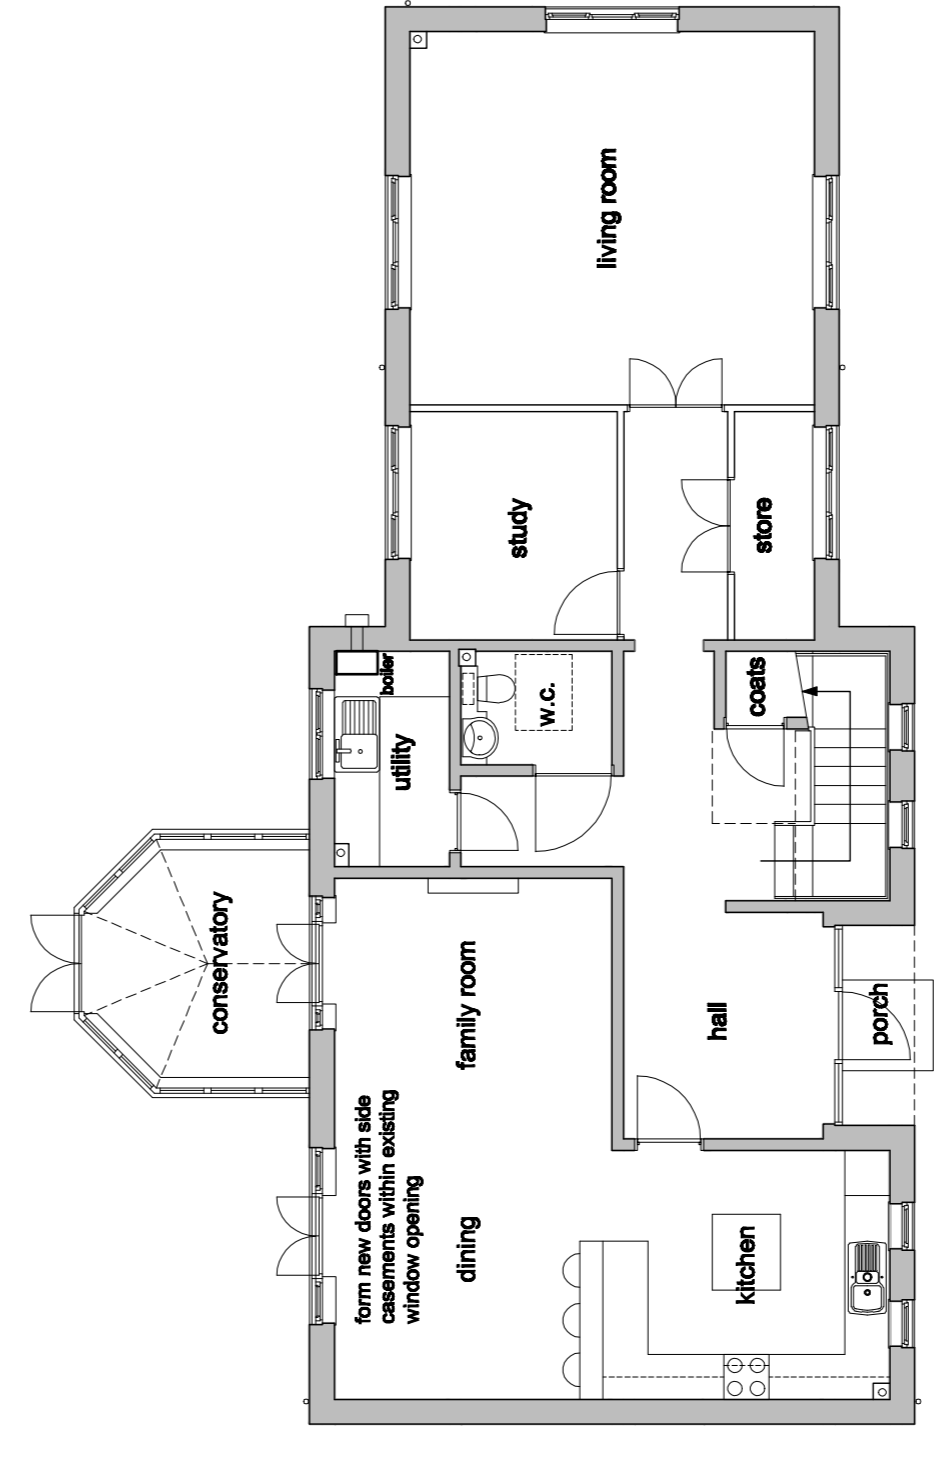 living room
study
store
boiler
utility
w.c.
coats
conservatory
family room
hall
porch
form new doors with side
casements within existing
window opening
dining
kitchen